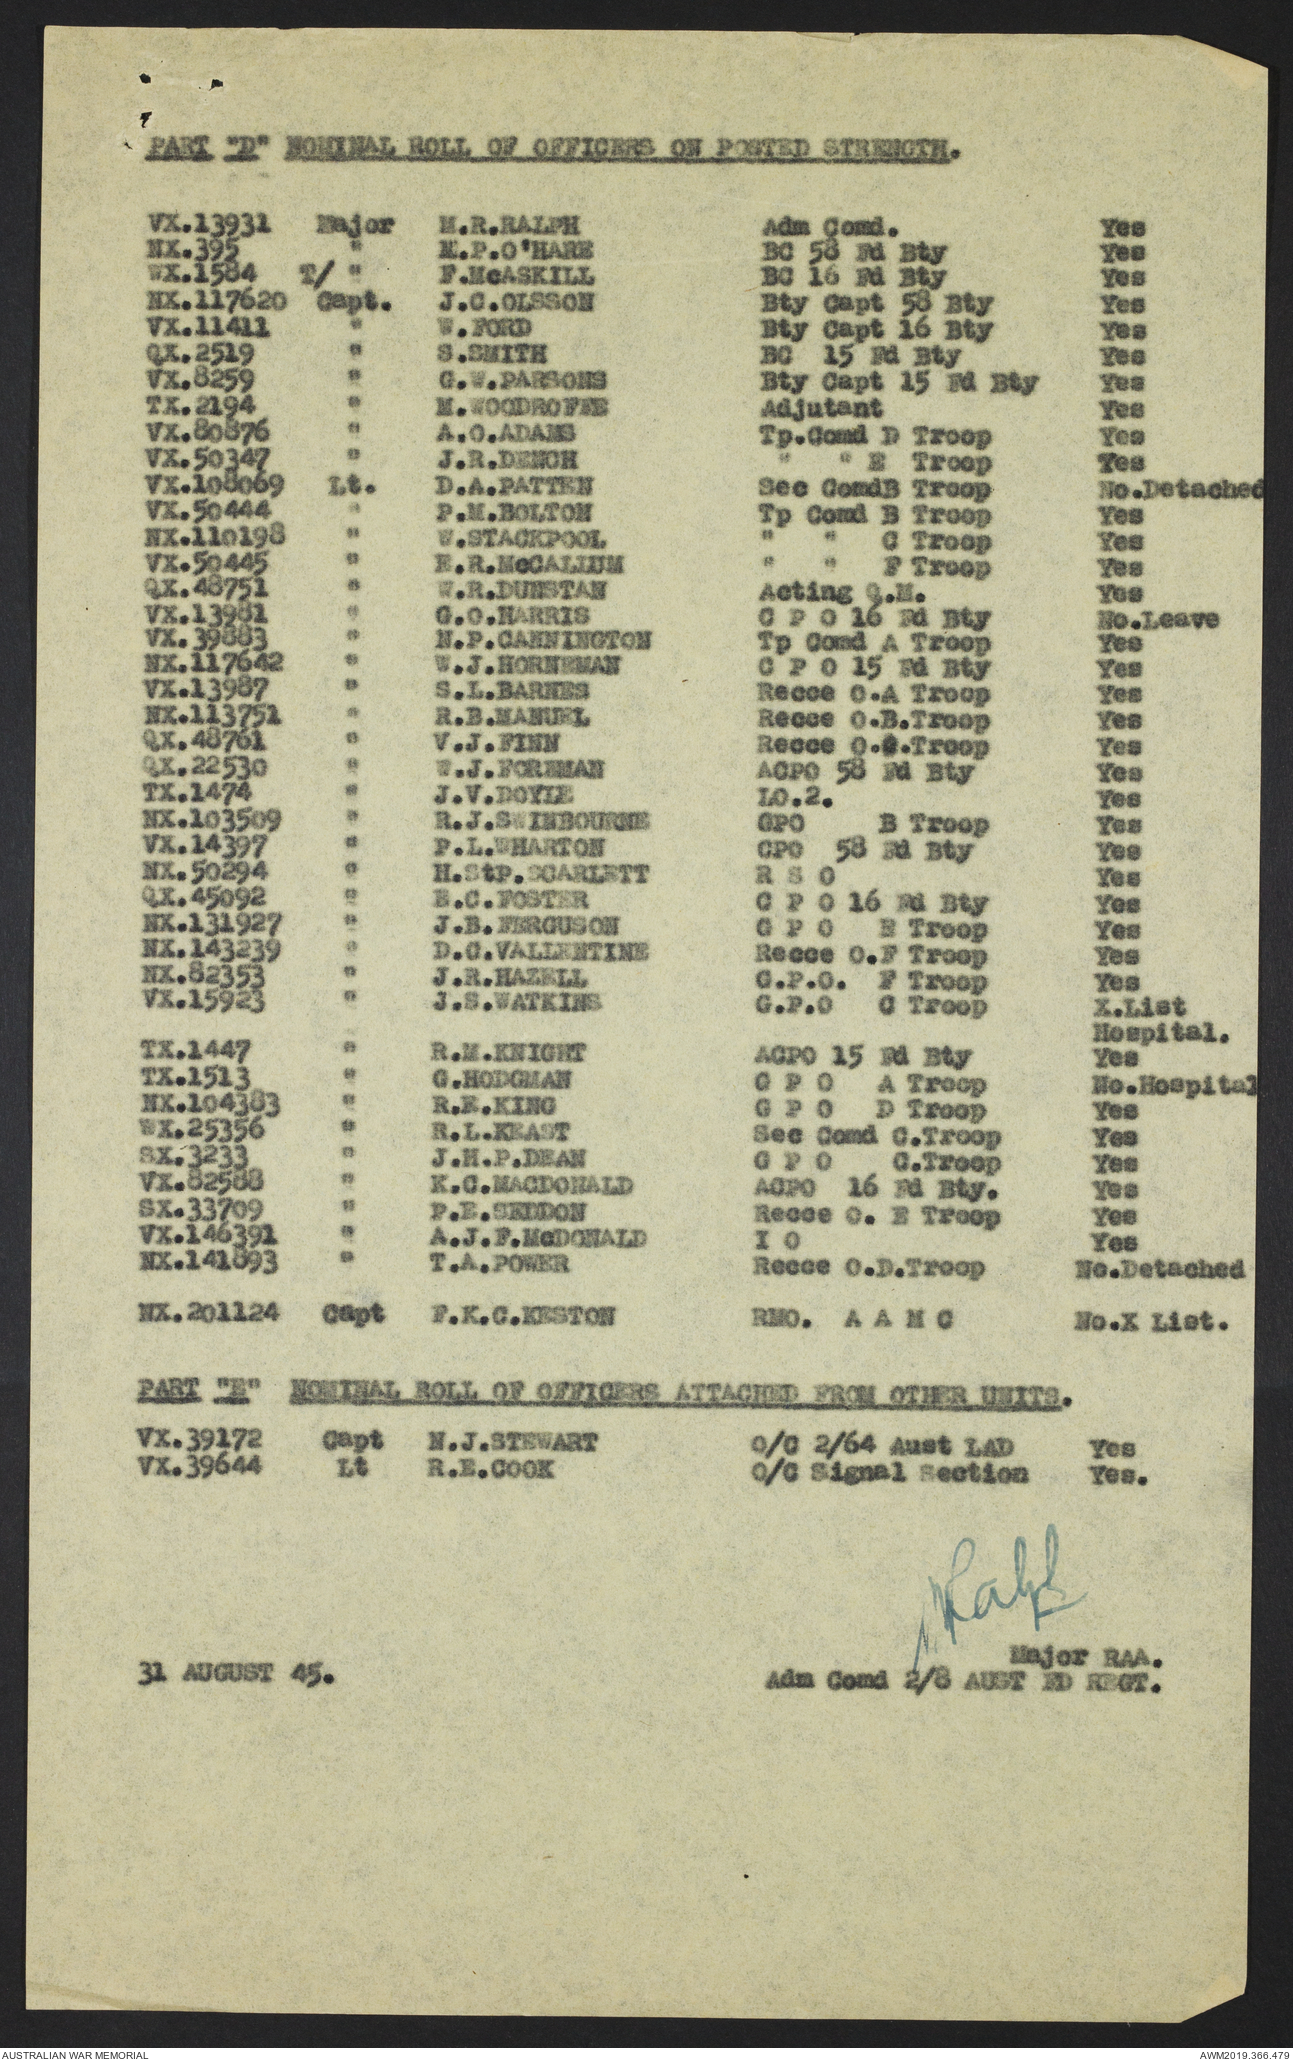 PART "D" NOMINAL ROLL OF OFFICERS ON POSTED STRENGTH.
VX.13931 Major M.R.RALPH Adm Comd. Yes
NX.395 " M.P.O'HARE BC 58 Fd Bty Yes
WX.1584 T/ " F.McASKILL BC 16 Fd Bty Yes
NX.117620 Capt. J.C.OLSSON Bty Capt 58 Bty Yes
VX.11411 " W.FORD Bty Capt 16 Bty Yes
QX.2519 " S.SMITH BC 15 Fd Bty Yes
VX.8259 " G.W.PARSONS Bty Capt 15 Fd Bty Yes
TX.2194 " M.WOODROFFE Adjutant Yes
VX.80876 " A.O.ADAMS Tp.Comd D Troop Yes
VX.50347 " J.R.DENCH " " E Troop Yes
VX.108069 Lt. D.A.PATTEN Sec ComdB Troop No.Detached
VX.50444 " P.M.BOLTON Tp Comd B Troop Yes
NX.110198 " W.STACKPOOL " " C Troop Yes
VX.50445 " E.R.McCALLUM " " F Troop Yes
QX.48751 " W.R.DUNSTAN Acting Q.M. Yes
VX.13981 " G.O.HARRIS C P O 16 Fd Bty No.Leave
VX.39883 " N.P.CANNINGTON Tp Comd A Troop Yes
NX.117642 " W.J.HORNEMAN C P O 15 Fd Bty Yes
VX.13987 " S.L.BARNES Recce O.A Troop Yes
NX.113751 " R.B.MANUEL Recce O.B.Troop Yes
QX.48761 " V.J.FINN Recce O.C.Troop Yes
QX.22530 " W.J.FOREMAN ACPO 58 Fd Bty Yes
TX.1474 " J.V.DOYLE LO.2. Yes
NX.103509 " R.J.SWINBOURNE GPO B Troop Yes
VX.14397 " P.L.WHARTON CPO 58 Fd Bty Yes
NX.50294 " H.StP.SCARLETT R S O Yes
QX.45092 " E.C.FOSTER C P O 16 Fd Bty Yes
NX.131927 " J.B.FERGUSON G P O E Troop Yes
NX.143239 " D.C.VALLENTINE Recce O.F Troop Yes
NX.82353 " J.R.HAZELL G.P.O. F Troop Yes
VX.15923 " J.S.WATKINS G.P.O C Troop X.List
Hospital.
TX.1447 " R.M.KNIGHT ACPO 15 Fd Bty Yes
TX.1513 " G.HODGMAN G P O A Troop No.Hospital
NX.104383 " R.E.KING G P O D Troop Yes
WX.25356 " R.L.KEAST Sec Comd C.Troop Yes
SX.3233 " J.H.P.DEAN G P O C.Troop Yes
VX.82588 " K.C.MACDONALD ACPO 16 Fd Bty. Yes
SX.33709 " P.E.SEDDON Recce O. E Troop Yes
VX.146391 " A.J.F.McDONALD I O Yes
NX.141893 " T.A.POWER Recce O.D.Troop No.Detached
NX.201124 Capt F.K.C.KESTON RMO. A A M C No.X List.
PART "E" NOMINAL ROLL OF OFFICERS ATTACHED FROM OTHER UNITS.
VX.39172 Capt N.J.STEWART O/C 2/64 Aust LAD Yes
VX.39644 Lt R.E.COOK O/C Signal Section Yes.
MRalph
Major RAA.
31 AUGUST 45. Adm Comd 2/8 AUST FD REGT.
AUSTRALIAN WAR MEMORIAL AWM2019.366.479